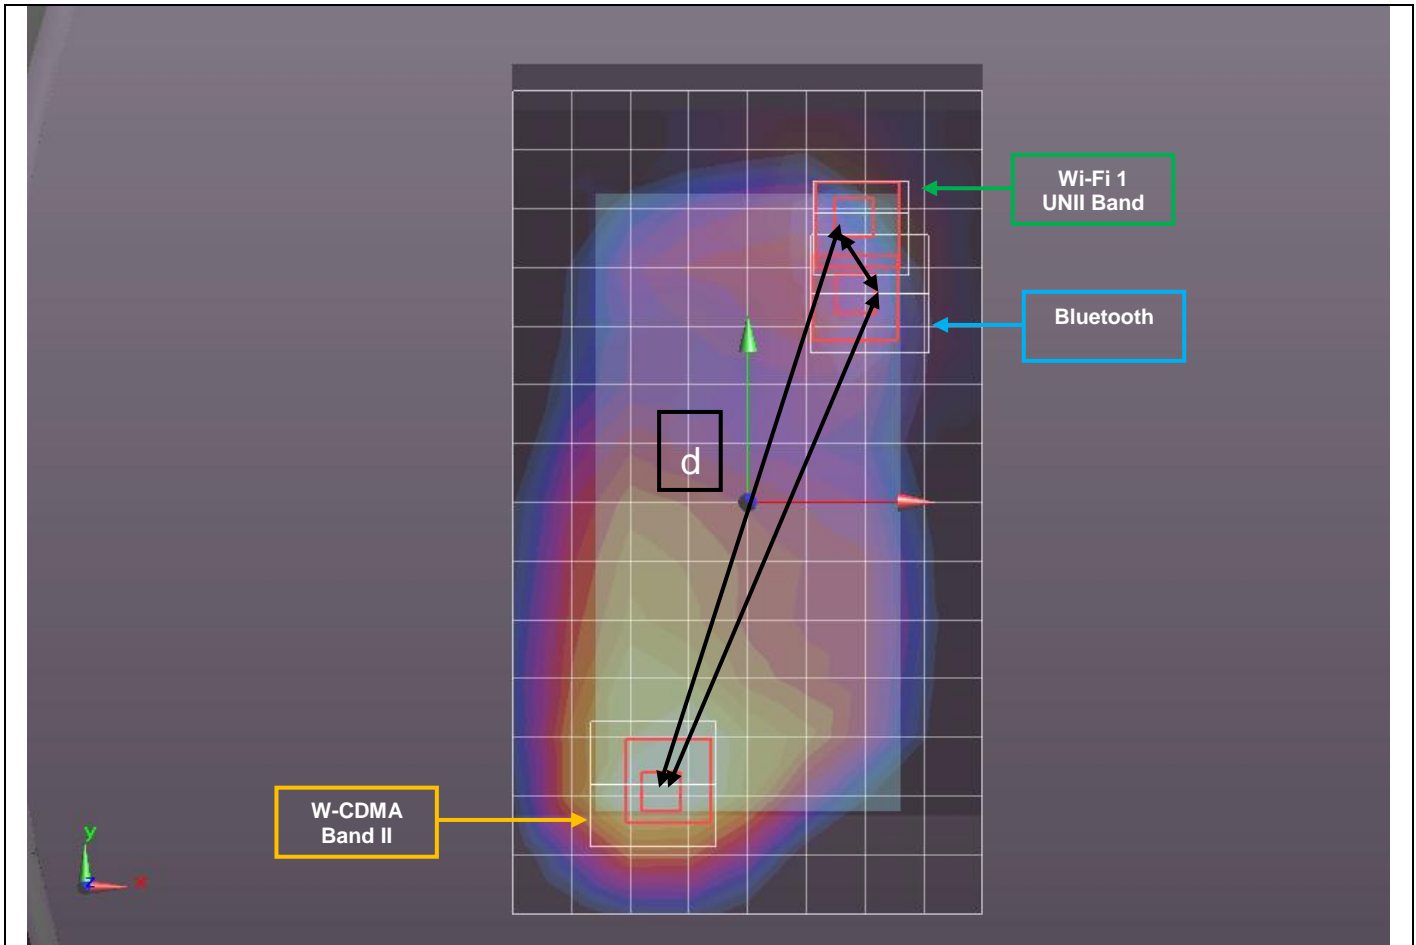 Wi-Fi 1
UNII Band
Bluetooth
d
W-CDMA
Band II
y
z
x